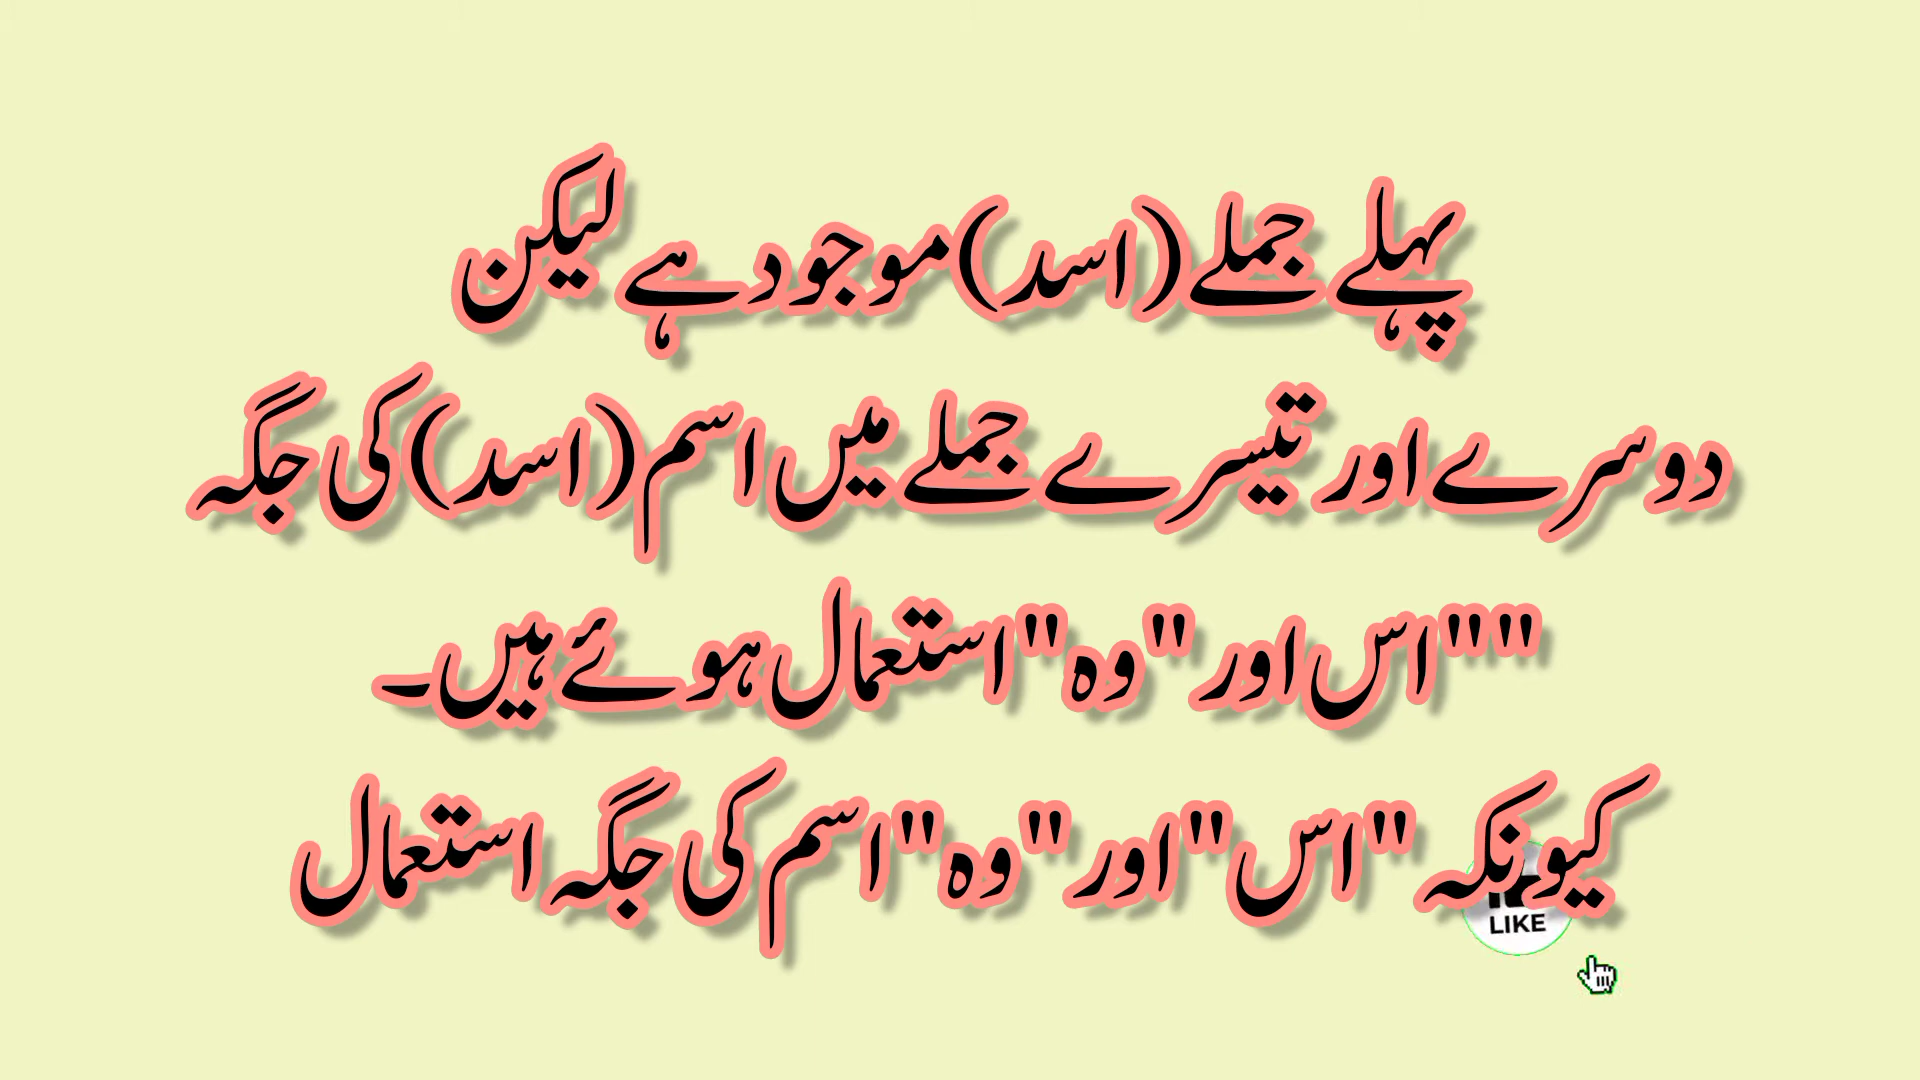 پہلے جملے(اسد)موجود ہے لیکن
دوسرے اور تیسرے جملے میں اسم(اسد)کی جگہ
""اس اور"وہ"استعمال ہوئے ہیں۔
کیونکہ "اس"اور"وہ"اسم کی جگہ استعمال
LIKE